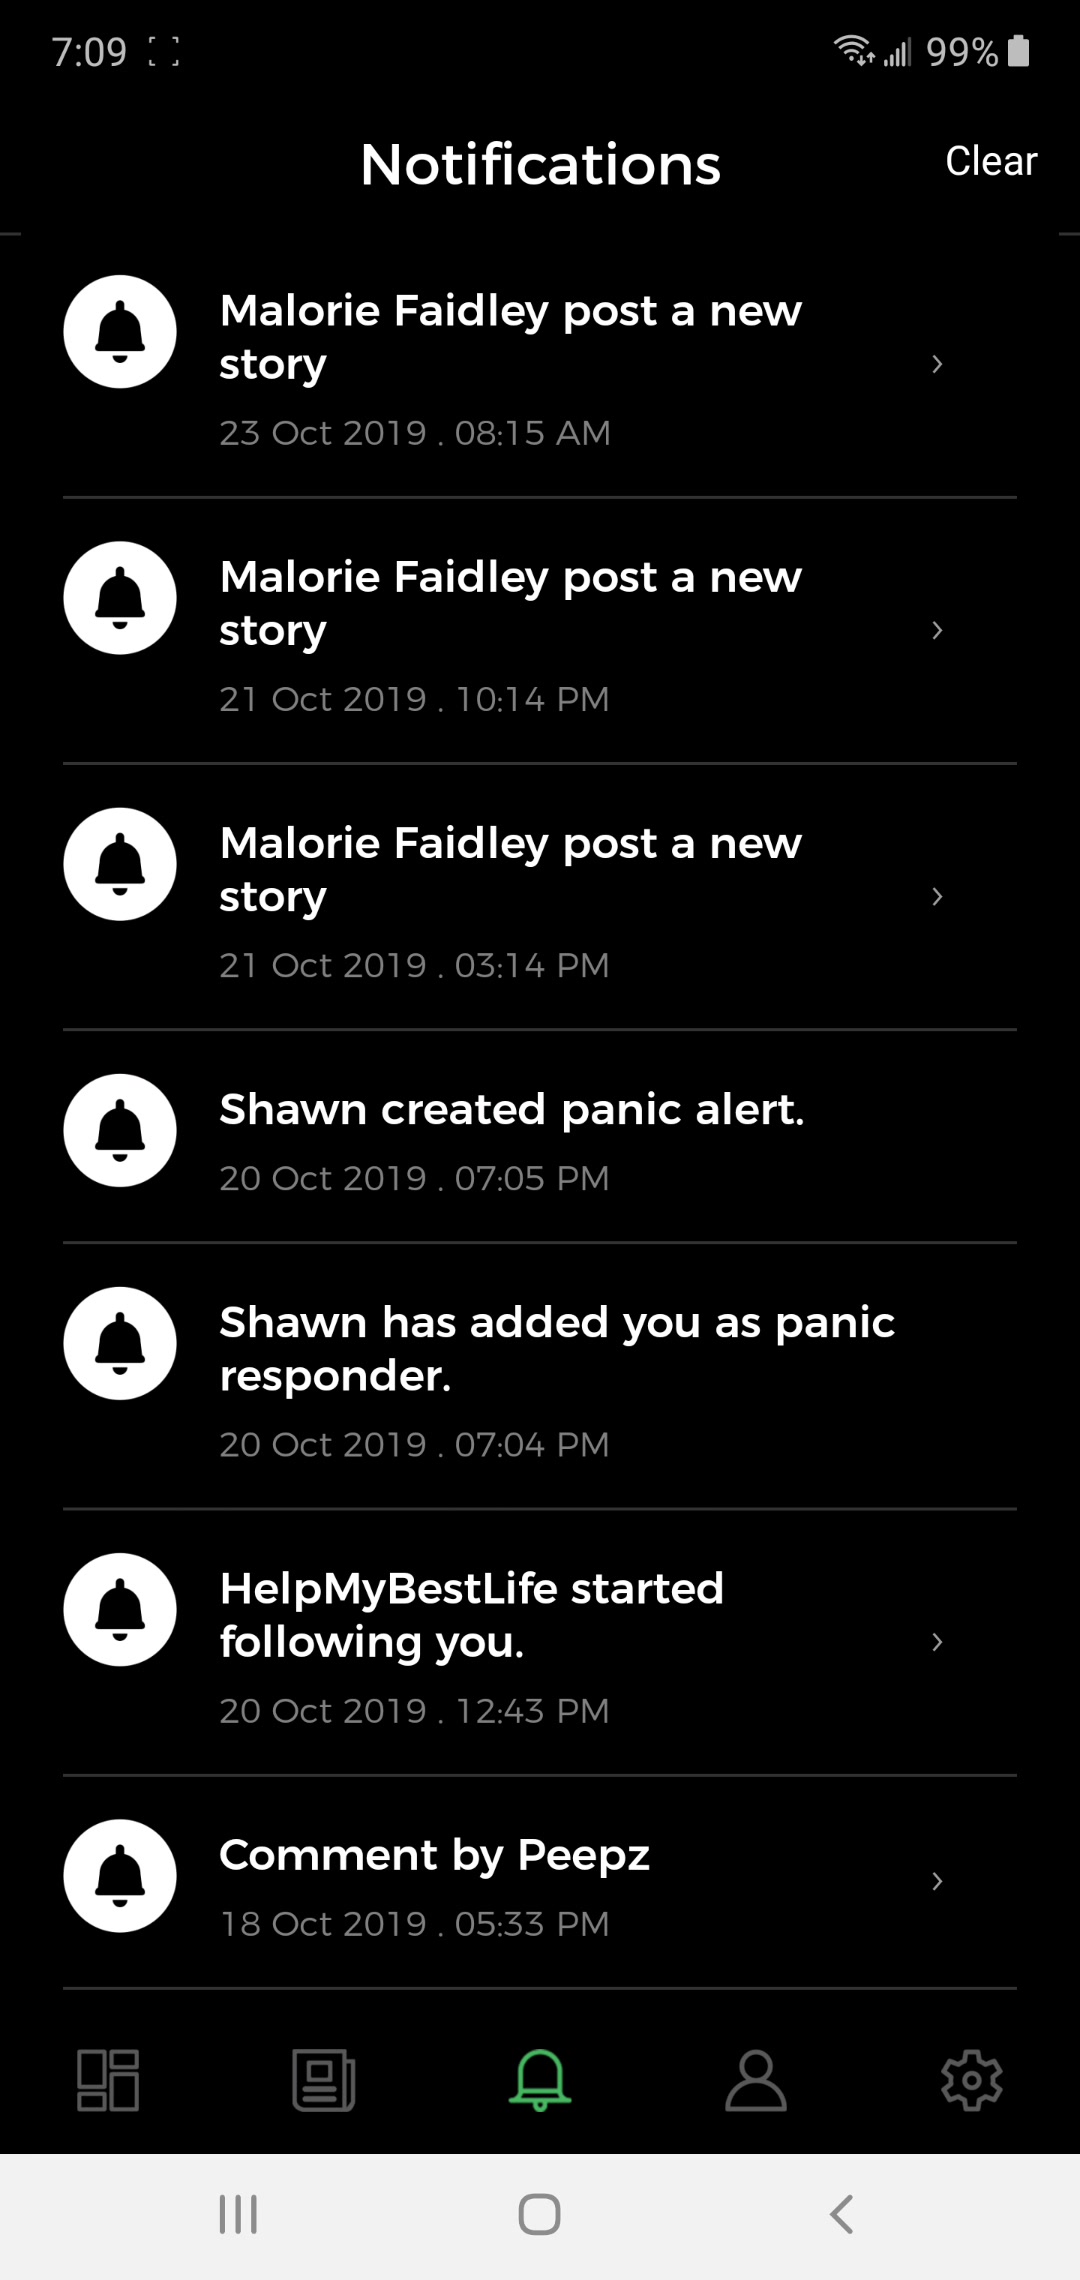 7:09 99%
Notifications
Clear
Malorie Faidley post a new
story
23 Oct 2019 . 08:15 AM
Malorie Faidley post a new
story
21 Oct 2019 . 10:14 PM
Malorie Faidley post a new
story
21 Oct 2019 . 03:14 PM
Shawn created panic alert.
20 Oct 2019 . 07:05 PM
Shawn has added you as panic
responder.
20 Oct 2019 . 07:04 PM
HelpMyBestLife started
following you.
20 Oct 2019 . 12:43 PM
Comment by Peepz
18 Oct 2019 . 05:33 PM